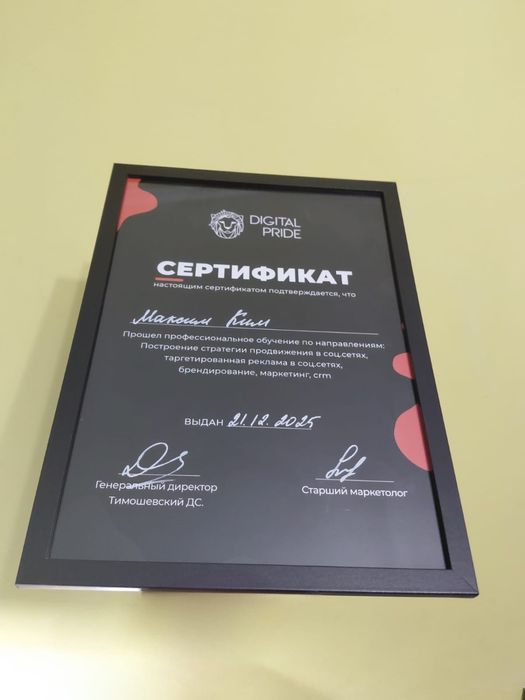 DIGITAL
PRIDE
СЕРТИФИКАТ
настоящим сертификатом подтверждается, что
Максим Ким
Прошел профессиональное обучение по направлениям:
Построение стратегии продвижения в соц.сетях,
таргетированная реклама в соц.сетях,
брендирование, маркетинг, crm
ВЫДАН 21.12.2025
Генеральный директор
Тимошевский ДС.
Старший маркетолог